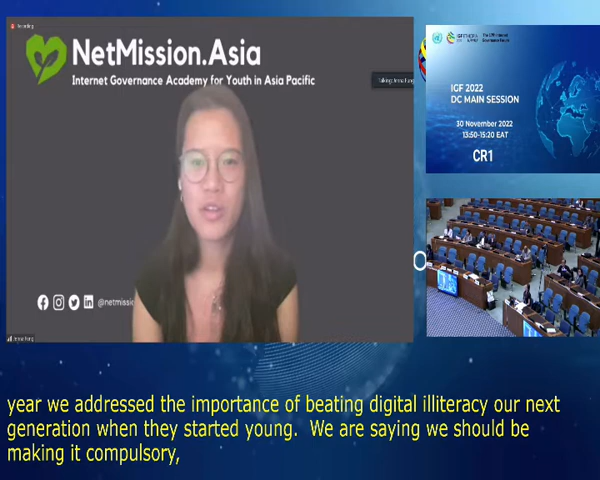 NetMission.Asia
Internet Governance Academy for Youth in Asia Pacific
IGF 2022
DC MAIN SESSION
30 November 2022
13:50-15:20 EAT
CR1
@netmissio
year we addressed the importance of beating digital illiteracy our next
generation when they started young.  We are saying we should be
making it compulsory,